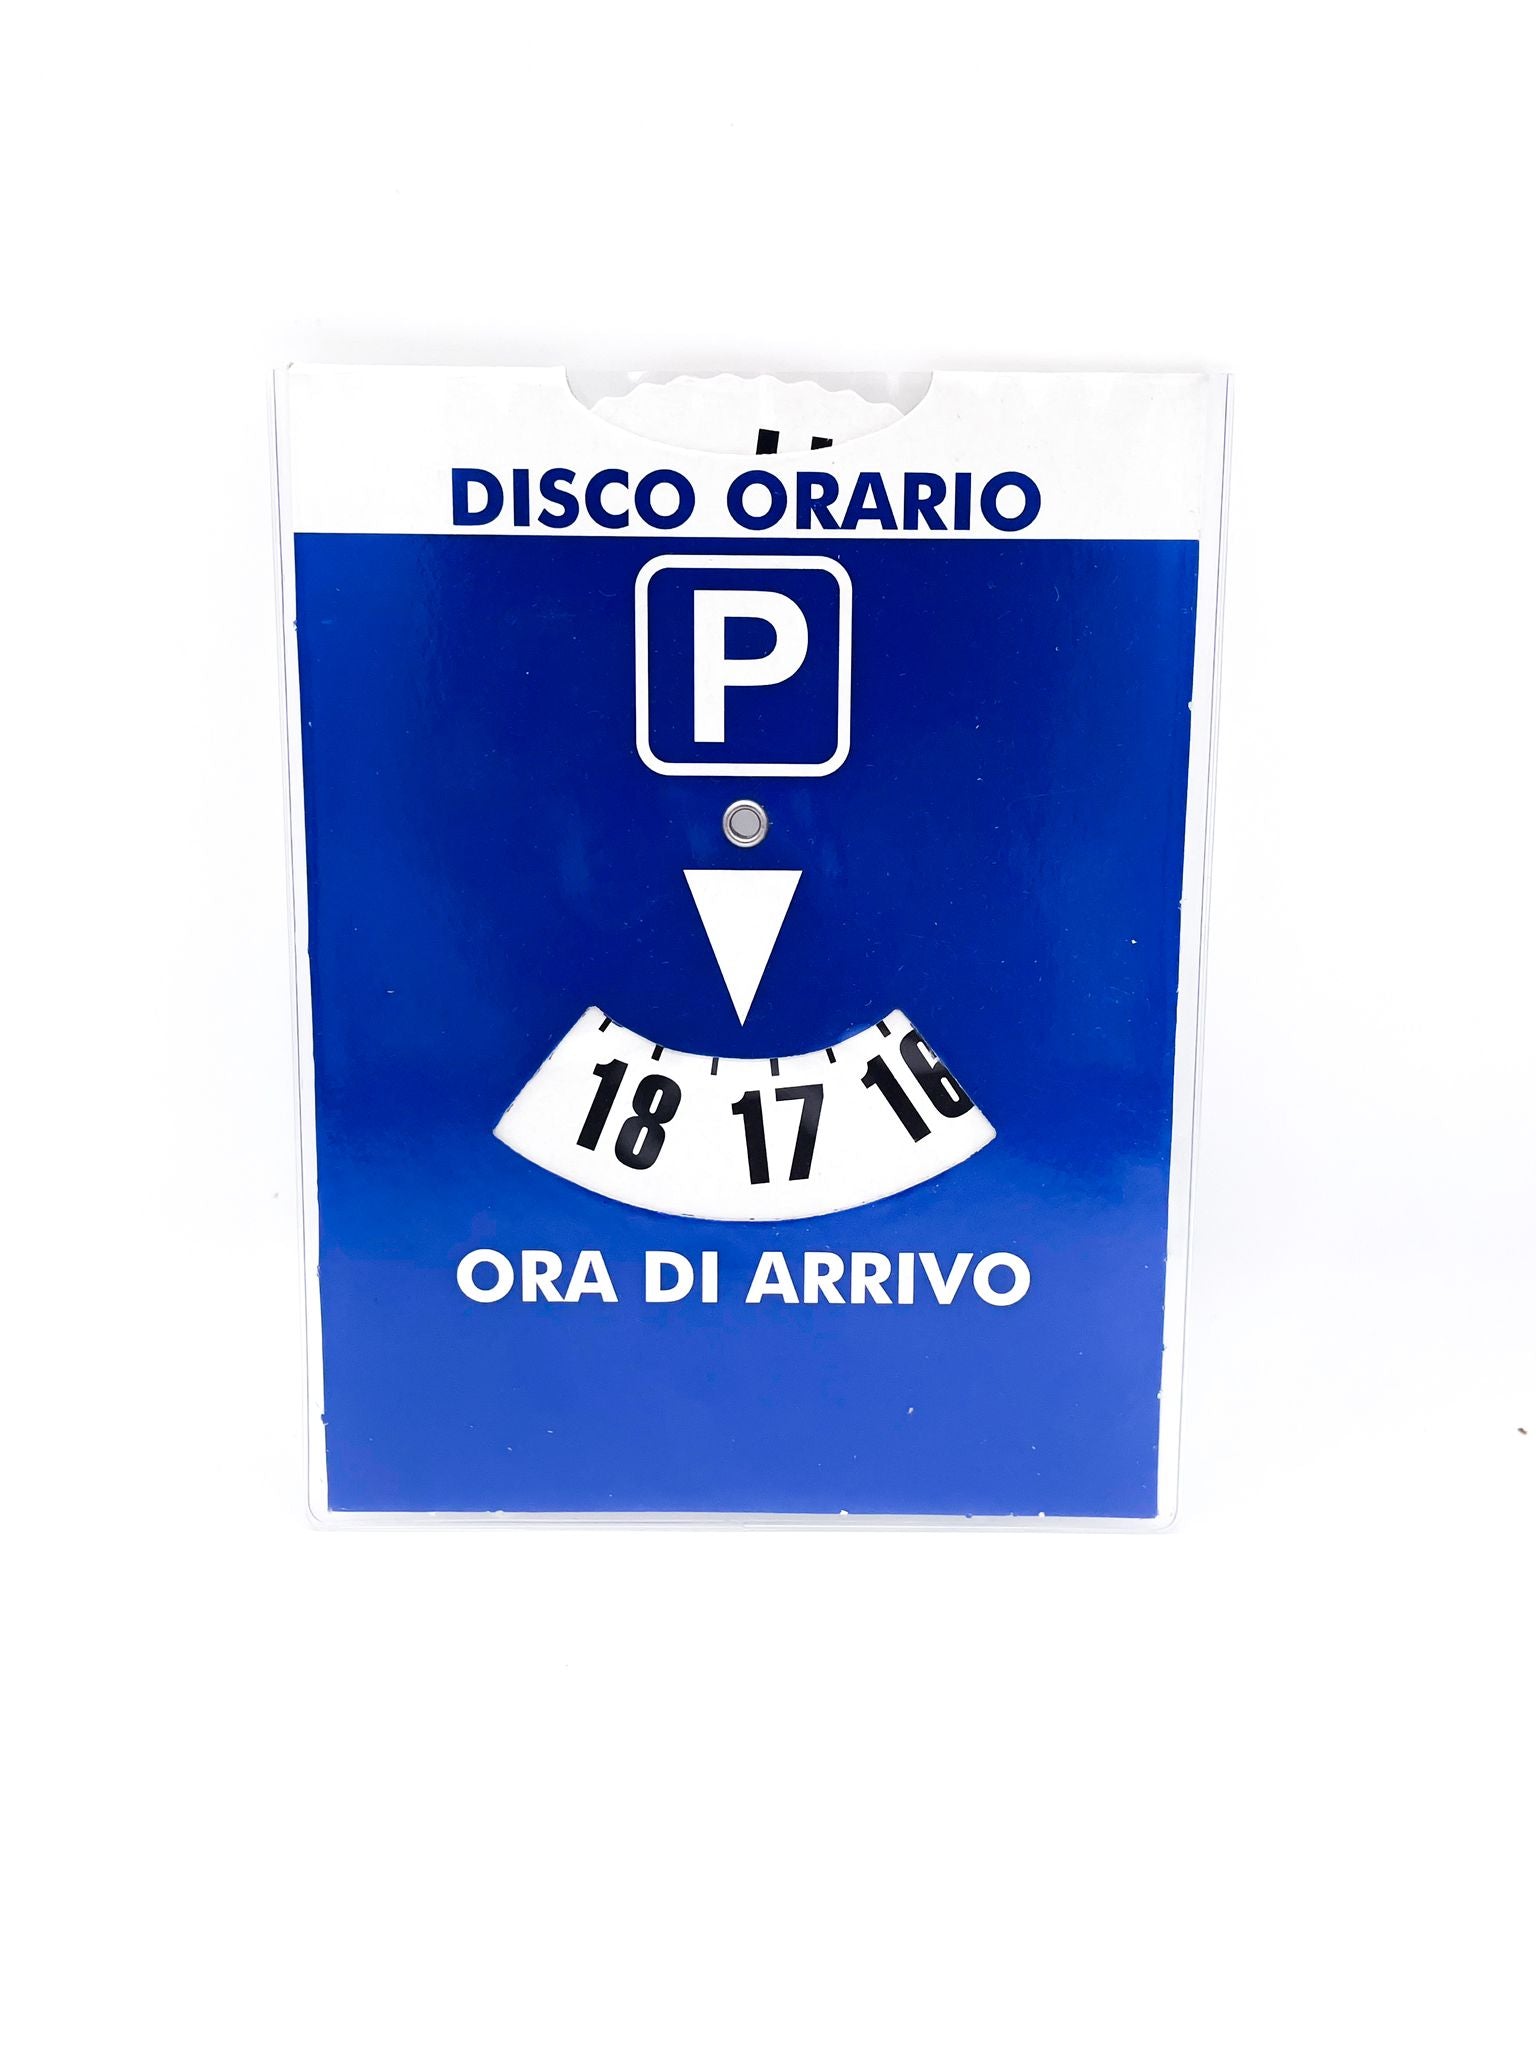 DISCO ORARIO
P
18 17 16
ORA DI ARRIVO